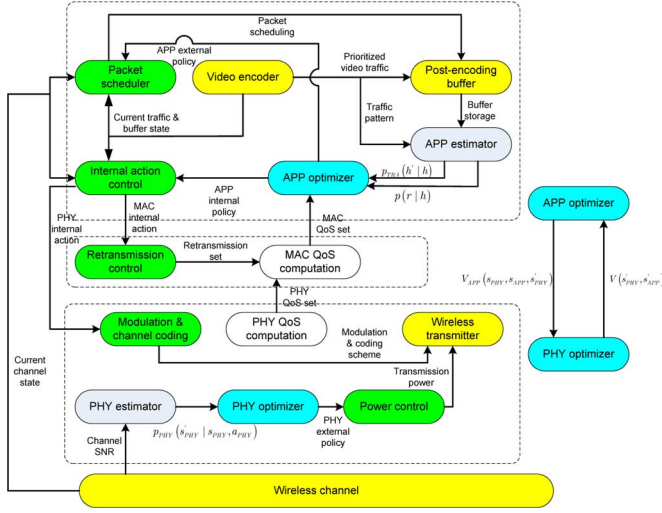 Packet
scheduling
APP external
policy
Packet
scheduler
Video encoder
Prioritized
video traffic
Post-encoding
buffer
Current traffic &
buffer state
Traffic
pattern
Buffer
storage
APP estimator
Internal action
control
APP
internal
policy
APP optimizer
p_THA(h' | h)
p(r | h)
PHY
internal
action
MAC
internal
action
MAC
QoS set
Retransmission
control
Retransmission
set
MAC QoS
computation
PHY
QoS set
Modulation &
channel coding
PHY QoS
computation
Modulation
& coding
scheme
Wireless
transmitter
Transmission
power
Current
channel
state
PHY estimator
PHY optimizer
Power control
p_PHY(s'_PHY | s_PHY, a_PHY)
PHY
external
policy
Channel
SNR
Wireless channel
APP optimizer
V_APP(s_PHY, s_APP, s'_PHY)
V(s'_PHY, s'_APP)
PHY optimizer